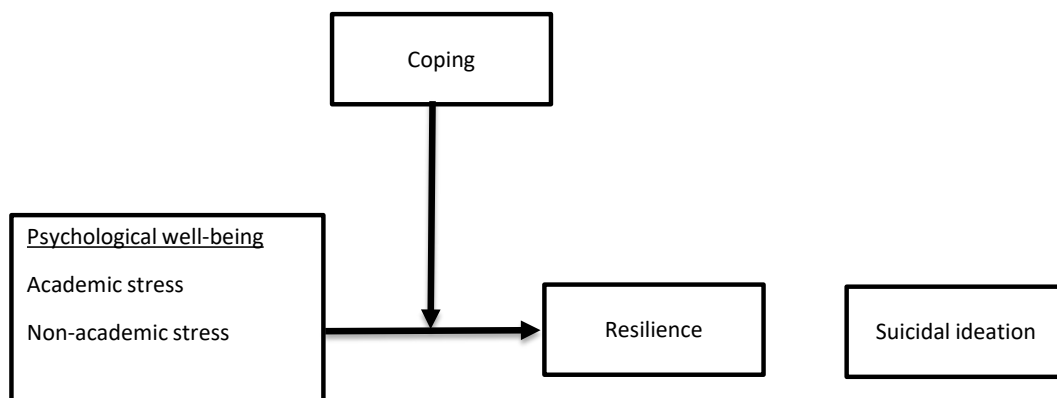 Coping
Psychological well-being
Academic stress
Non-academic stress
Resilience
Suicidal ideation